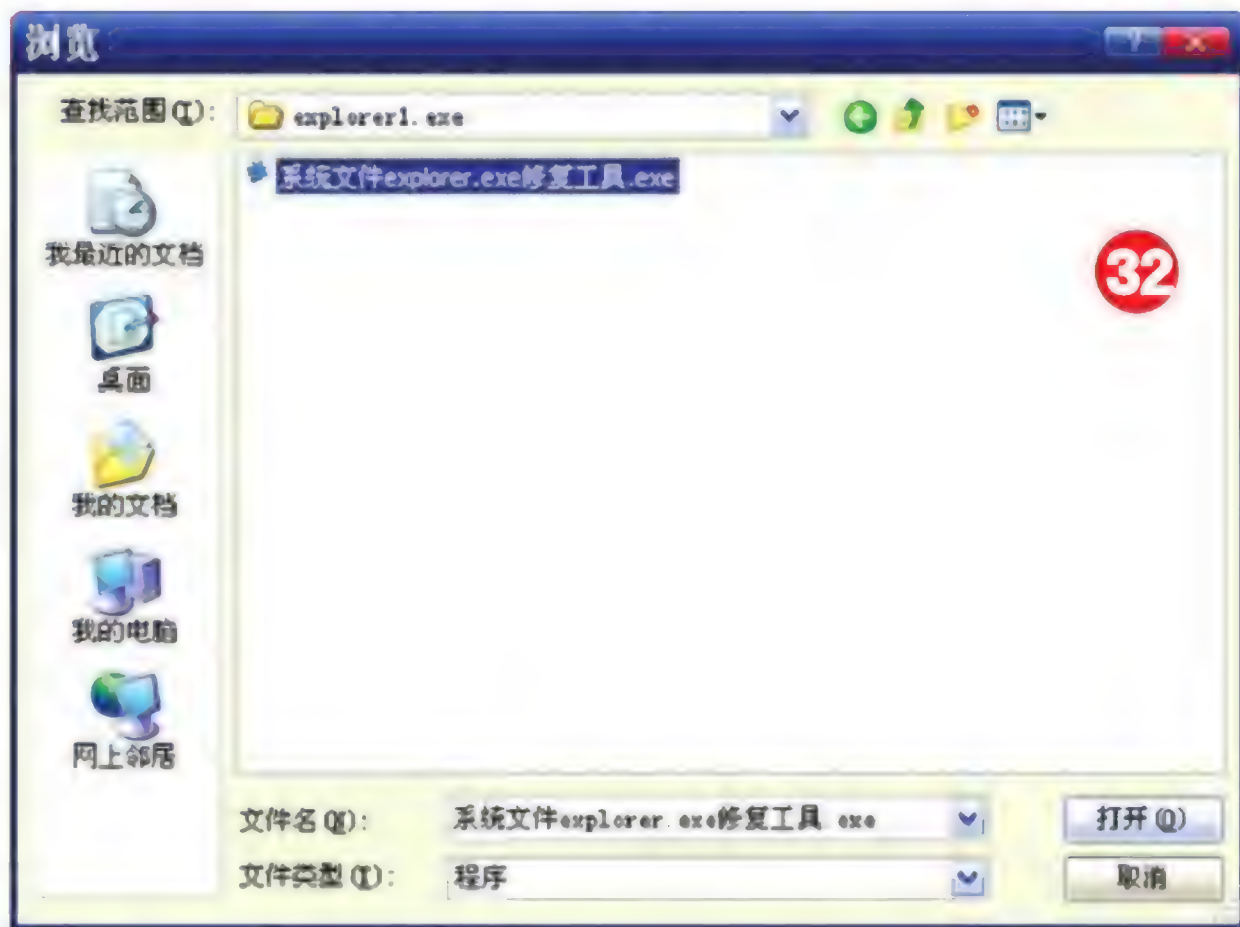 浏览
查找范围(I):
explorer1.exe
系统文件explorer.exe修复工具.exe
32
我最近的文档
桌面
我的文档
我的电脑
网上邻居
文件名(N):
系统文件explorer.exe修复工具.exe
打开(O)
文件类型(T):
程序
取消